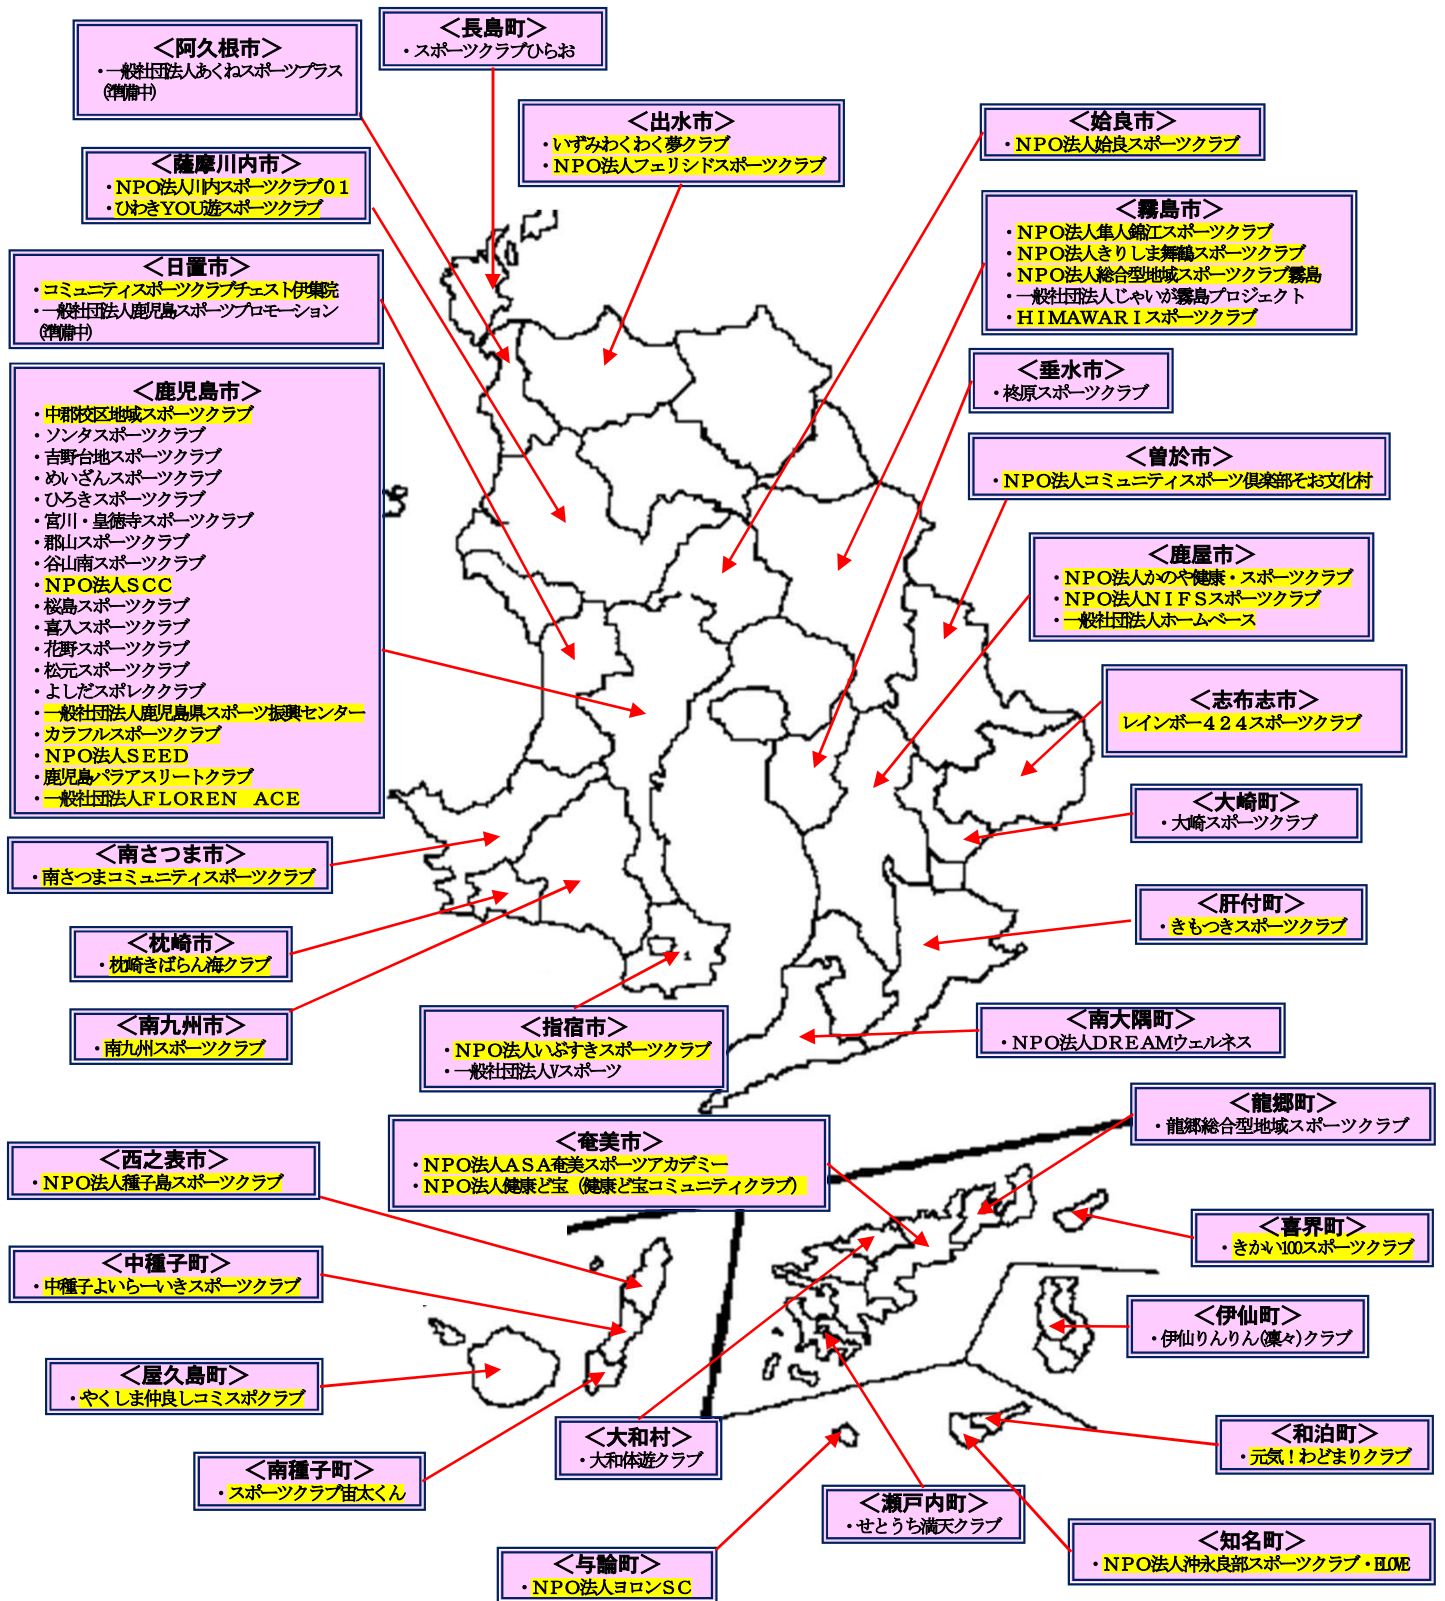 ＜阿久根市＞
・一般社団法人あくねスポーツプラス
（準備中）
＜長島町＞
・スポーツクラブひらお
＜出水市＞
・いずみわくわく夢クラブ
・ＮＰＯ法人フェリシドスポーツクラブ
＜姶良市＞
・ＮＰＯ法人姶良スポーツクラブ
＜薩摩川内市＞
・ＮＰＯ法人川内スポーツクラブ０１
・ひわきＹＯＵ遊スポーツクラブ
＜霧島市＞
・ＮＰＯ法人隼人錦江スポーツクラブ
・ＮＰＯ法人きりしま舞鶴スポーツクラブ
・ＮＰＯ法人総合型地域スポーツクラブ霧島
・一般社団法人じゃいが霧島プロジェクト
・ＨＩＭＡＷＡＲＩスポーツクラブ
＜日置市＞
・コミュニティスポーツクラブチェスト伊集院
・一般社団法人鹿児島スポーツプロモーション
（準備中）
＜垂水市＞
・柊原スポーツクラブ
＜鹿児島市＞
・中郡校区地域スポーツクラブ
・ソンタスポーツクラブ
・吉野台地スポーツクラブ
・めいざんスポーツクラブ
・ひろきスポーツクラブ
・宮川・皇徳寺スポーツクラブ
・郡山スポーツクラブ
・谷山南スポーツクラブ
・ＮＰＯ法人ＳＣＣ
・桜島スポーツクラブ
・喜入スポーツクラブ
・花野スポーツクラブ
・松元スポーツクラブ
・よしだスポレククラブ
・一般社団法人鹿児島県スポーツ振興センター
・カラフルスポーツクラブ
・ＮＰＯ法人ＳＥＥＤ
・鹿児島パラアスリートクラブ
・一般社団法人ＦＬＯＲＥＮ　ＡＣＥ
＜曽於市＞
・ＮＰＯ法人コミュニティスポーツ倶楽部そお文化村
＜鹿屋市＞
・ＮＰＯ法人かのや健康・スポーツクラブ
・ＮＰＯ法人ＮＩＦＳスポーツクラブ
・一般社団法人ホームベース
＜志布志市＞
レインボー４２４スポーツクラブ
＜大崎町＞
・大崎スポーツクラブ
＜南さつま市＞
・南さつまコミュニティスポーツクラブ
＜肝付町＞
・きもつきスポーツクラブ
＜枕崎市＞
・枕崎きばらん海クラブ
＜南九州市＞
・南九州スポーツクラブ
＜指宿市＞
・ＮＰＯ法人いぶすきスポーツクラブ
・一般社団法人Vスポーツ
＜南大隅町＞
・ＮＰＯ法人ＤＲＥＡＭウェルネス
＜龍郷町＞
・龍郷総合型地域スポーツクラブ
＜奄美市＞
・ＮＰＯ法人ＡＳＡ奄美スポーツアカデミー
・ＮＰＯ法人健康ど宝（健康ど宝コミュニティクラブ）
＜西之表市＞
・ＮＰＯ法人種子島スポーツクラブ
＜喜界町＞
・きかい100スポーツクラブ
＜中種子町＞
・中種子よいらーいきスポーツクラブ
＜伊仙町＞
・伊仙りんりん(凜々)クラブ
＜屋久島町＞
・やくしま仲良しコミスポクラブ
＜大和村＞
・大和体遊クラブ
＜和泊町＞
・元気！わどまりクラブ
＜南種子町＞
・スポーツクラブ宙太くん
＜瀬戸内町＞
・せとうち満天クラブ
＜知名町＞
・ＮＰＯ法人沖永良部スポーツクラブ・ELOVE
＜与論町＞
・ＮＰＯ法人ヨロンＳＣ